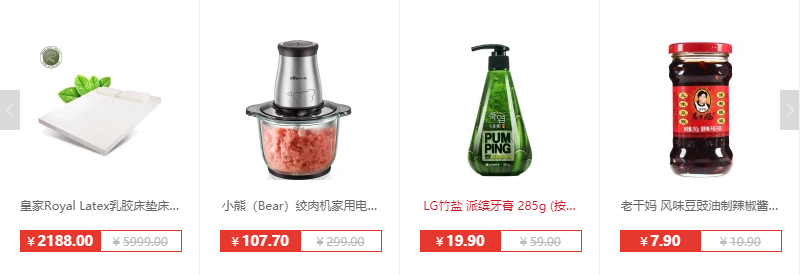 皇家Royal Latex乳胶床垫床...
¥2188.00
¥5999.00
小熊（Bear）绞肉机家用电...
¥107.70
¥299.00
PUM
PING
LG竹盐 派缤牙膏 285g (按...
¥19.90
¥59.00
老干妈 风味豆豉油制辣椒酱...
¥7.90
¥10.90